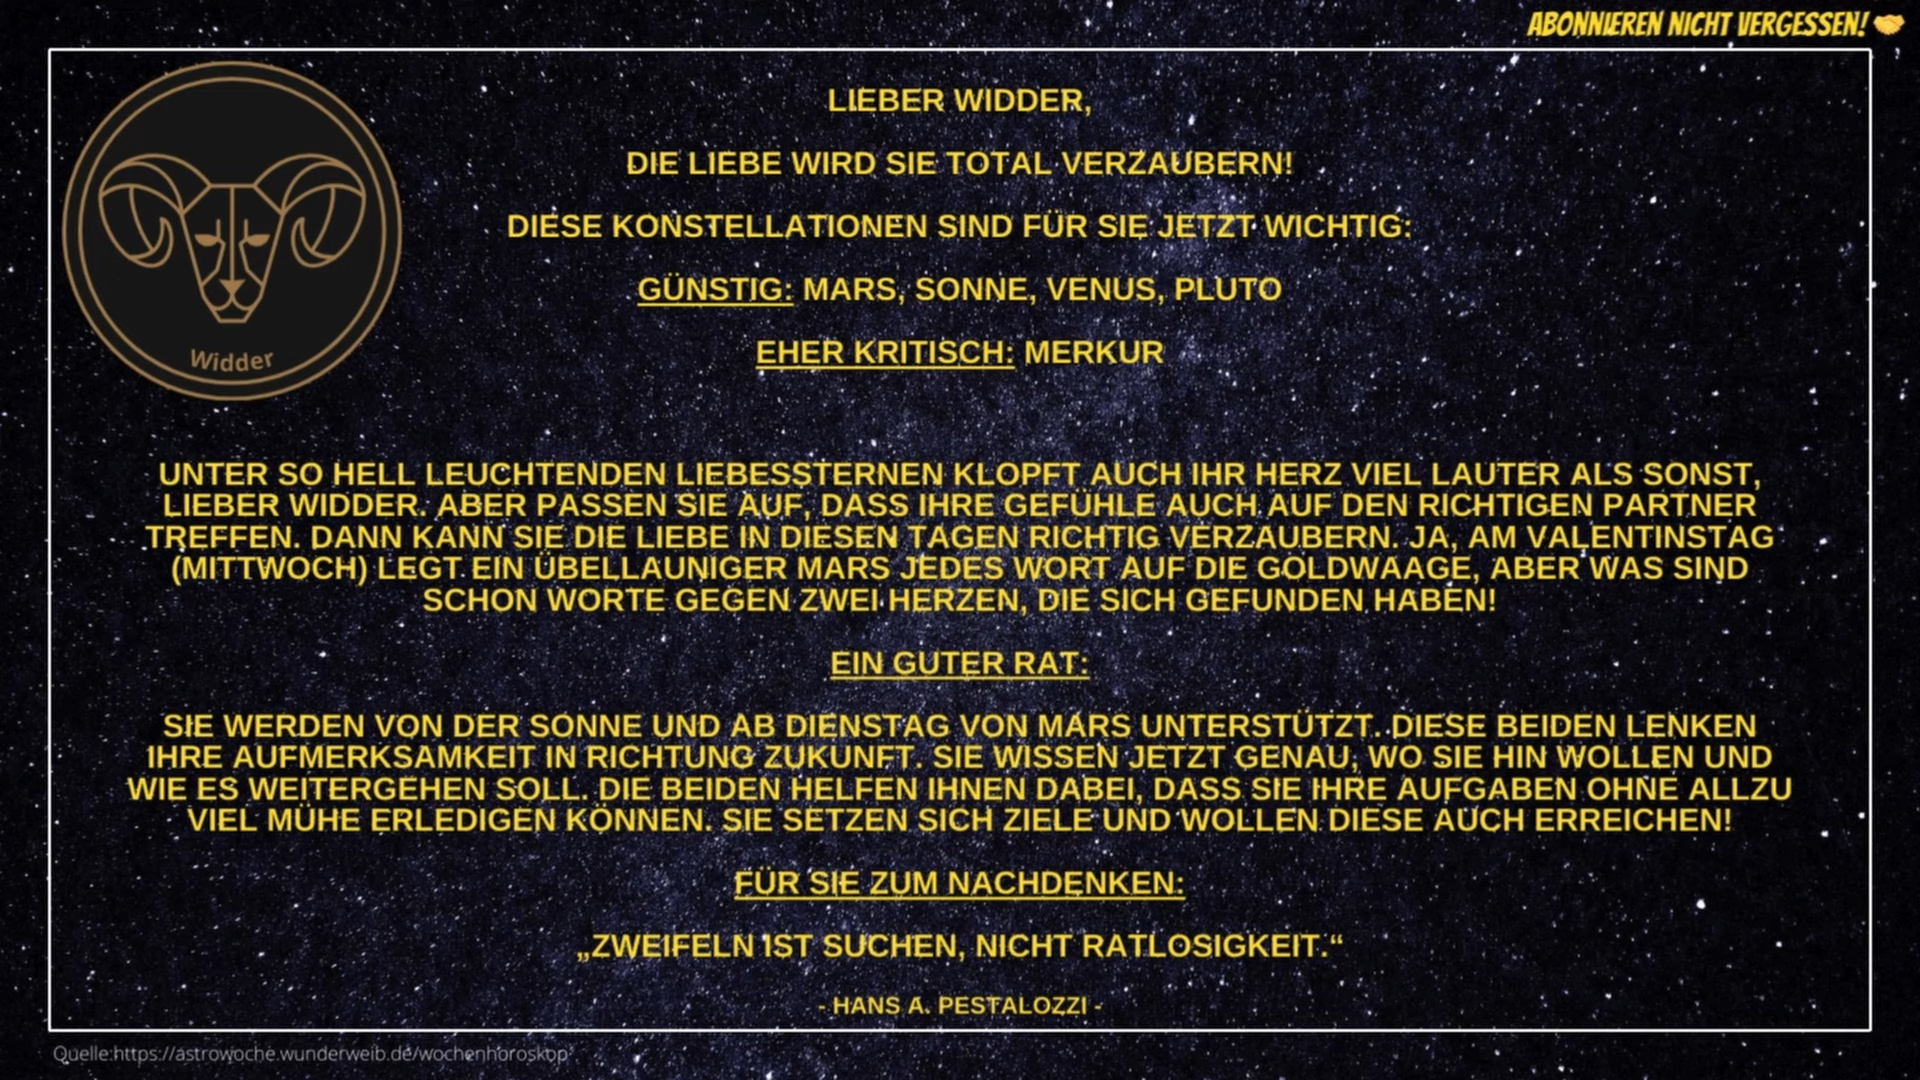 ABONNIEREN NICHT VERGESSEN!
Widder
LIEBER WIDDER,
DIE LIEBE WIRD SIE TOTAL VERZAUBERN!
DIESE KONSTELLATIONEN SIND FÜR SIE JETZT WICHTIG:
GÜNSTIG: MARS, SONNE, VENUS, PLUTO
EHER KRITISCH: MERKUR
UNTER SO HELL LEUCHTENDEN LIEBESSTERNEN KLOPFT AUCH IHR HERZ VIEL LAUTER ALS SONST,
LIEBER WIDDER. ABER PASSEN SIE AUF, DASS IHRE GEFÜHLE AUCH AUF DEN RICHTIGEN PARTNER
TREFFEN. DANN KANN SIE DIE LIEBE IN DIESEN TAGEN RICHTIG VERZAUBERN. JA, AM VALENTINSTAG
(MITTWOCH) LEGT EIN ÜBELLAUNIGER MARS JEDES WORT AUF DIE GOLDWAAGE, ABER WAS SIND
SCHON WORTE GEGEN ZWEI HERZEN, DIE SICH GEFUNDEN HABEN!
EIN GUTER RAT:
SIE WERDEN VON DER SONNE UND AB DIENSTAG VON MARS UNTERSTÜTZT. DIESE BEIDEN LENKEN
IHRE AUFMERKSAMKEIT IN RICHTUNG ZUKUNFT. SIE WISSEN JETZT GENAU, WO SIE HIN WOLLEN UND
WIE ES WEITERGEHEN SOLL. DIE BEIDEN HELFEN IHNEN DABEI, DASS SIE IHRE AUFGABEN OHNE ALLZU
VIEL MÜHE ERLEDIGEN KÖNNEN. SIE SETZEN SICH ZIELE UND WOLLEN DIESE AUCH ERREICHEN!
FÜR SIE ZUM NACHDENKEN:
„ZWEIFELN IST SUCHEN, NICHT RATLOSIGKEIT.“
- HANS A. PESTALOZZI -
Quelle:https://astrowoche.wunderweib.de/wochenhoroskop